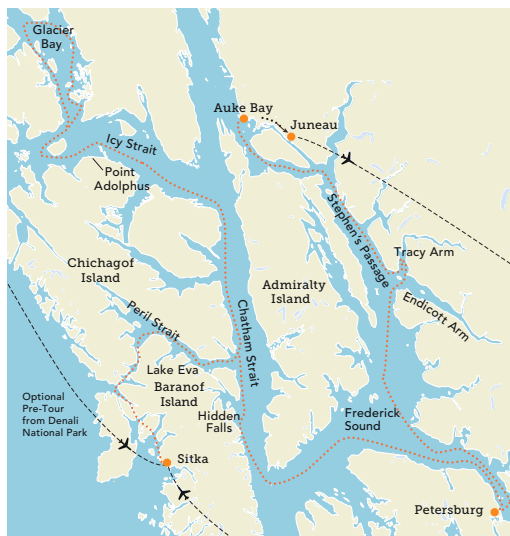 Glacier
Bay
Auke Bay
Juneau
Icy Strait
Point
Adolphus
Stephen's Passage
Tracy Arm
Chichagof
Island
Admiralty
Island
Endicott Arm
Peril Strait
Chatham Strait
Lake Eva
Baranof
Island
Optional
Pre-Tour
from Denali
National Park
Hidden
Falls
Frederick
Sound
Sitka
Petersburg